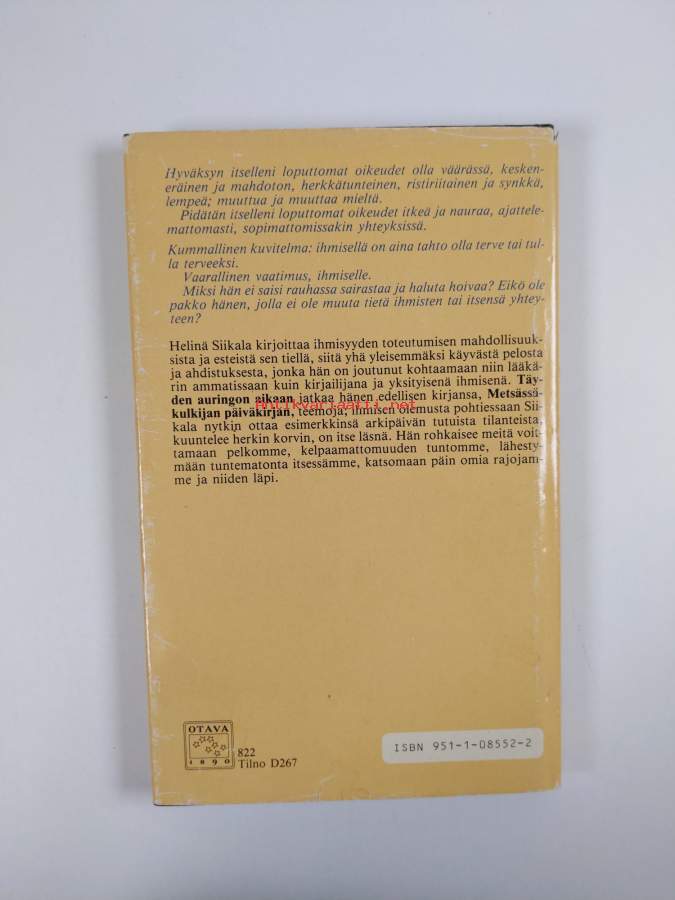 Hyväksyn itselleni loputtomat oikeudet olla väärässä, kesken-
eräinen ja mahdoton, herkkätunteinen, ristiriitainen ja synkkä,
lempeä; muuttua ja muuttaa mieltä.
Pidätän itselleni loputtomat oikeudet itkeä ja nauraa, ajattele-
mattomasti, sopimattomissakin yhteyksissä.
Kummallinen kuvitelma: ihmisellä on aina tahto olla terve tai tul-
la terveeksi.
Vaarallinen vaatimus, ihmiselle.
Miksi hän ei saisi rauhassa sairastaa ja haluta hoivaa? Eikö ole
pakko hänen, jolla ei ole muuta tietä ihmisten tai itsensä yhtey-
teen?
Helinä Siikala kirjoittaa ihmisyyden toteutumisen mahdollisuuk-
sista ja esteistä sen tiellä, siitä yhä yleisemmäksi käyvästä pelosta
ja ahdistuksesta, jonka hän on joutunut kohtaamaan niin lääkä-
rin ammatissaan kuin kirjailijana ja yksityisenä ihmisenä. Täy-
den auringon aikaan jatkaa hänen edellisen kirjansa, Metsässä-
kulkijan päiväkirjan, teemoja; ihmisen olemusta pohtiessaan Sii-
kala nytkin ottaa esimerkkinsä arkipäivän tutuista tilanteista,
kuuntelee herkin korvin, on itse läsnä. Hän rohkaisee meitä voit-
tamaan pelkomme, kelpaamattomuuden tuntomme, lähesty-
mään tuntematonta itsessämme, katsomaan päin omia rajojam-
me ja niiden läpi.
Antikvariaatti.net
OTAVA
1890
822
Tilno D267
ISBN 951-1-08552-2